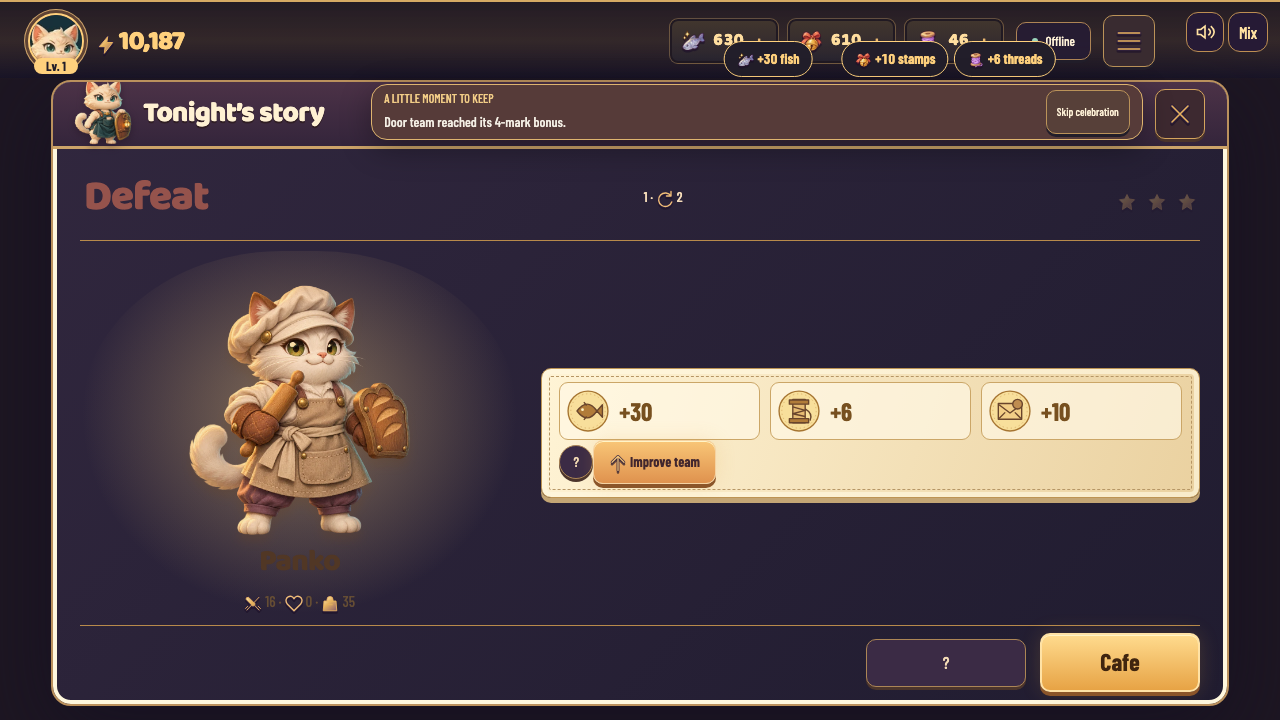 10,187
Lv. 1
630
610
46
Offline
Mix
+30 fish
+10 stamps
+6 threads
Tonight's story
A LITTLE MOMENT TO KEEP
Door team reached its 4-mark bonus.
Skip celebration
Defeat
1 · 2
+30
+6
+10
?
Improve team
Panko
16 · 0 · 35
?
Cafe